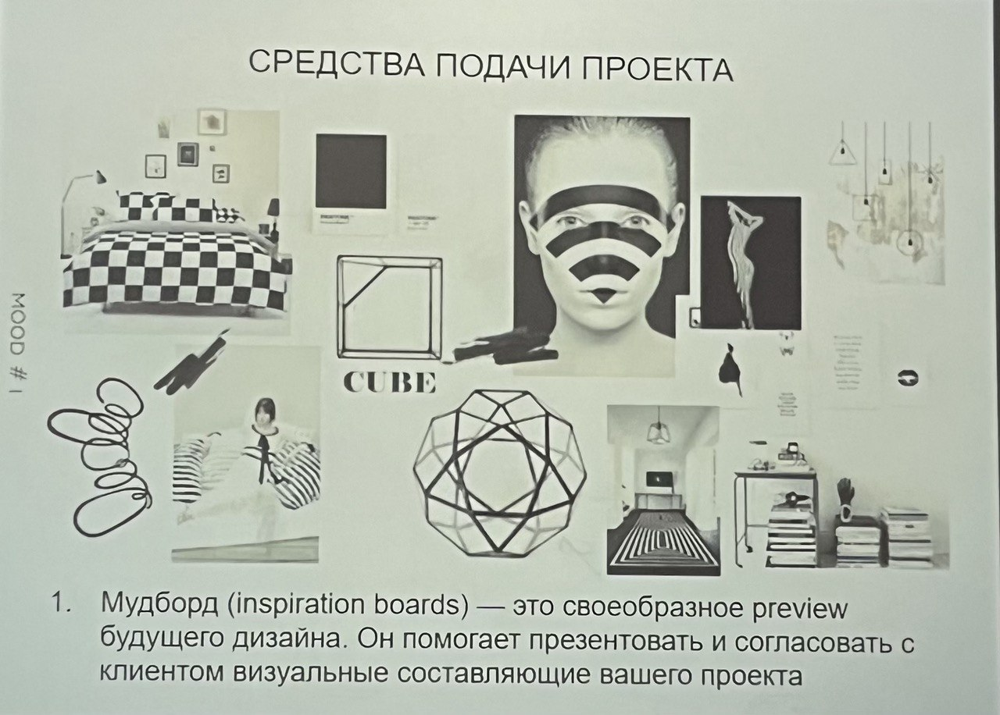 СРЕДСТВА ПОДАЧИ ПРОЕКТА
MOOD # 1
CUBE
1. Мудборд (inspiration boards) — это своеобразное preview
будущего дизайна. Он помогает презентовать и согласовать с
клиентом визуальные составляющие вашего проекта